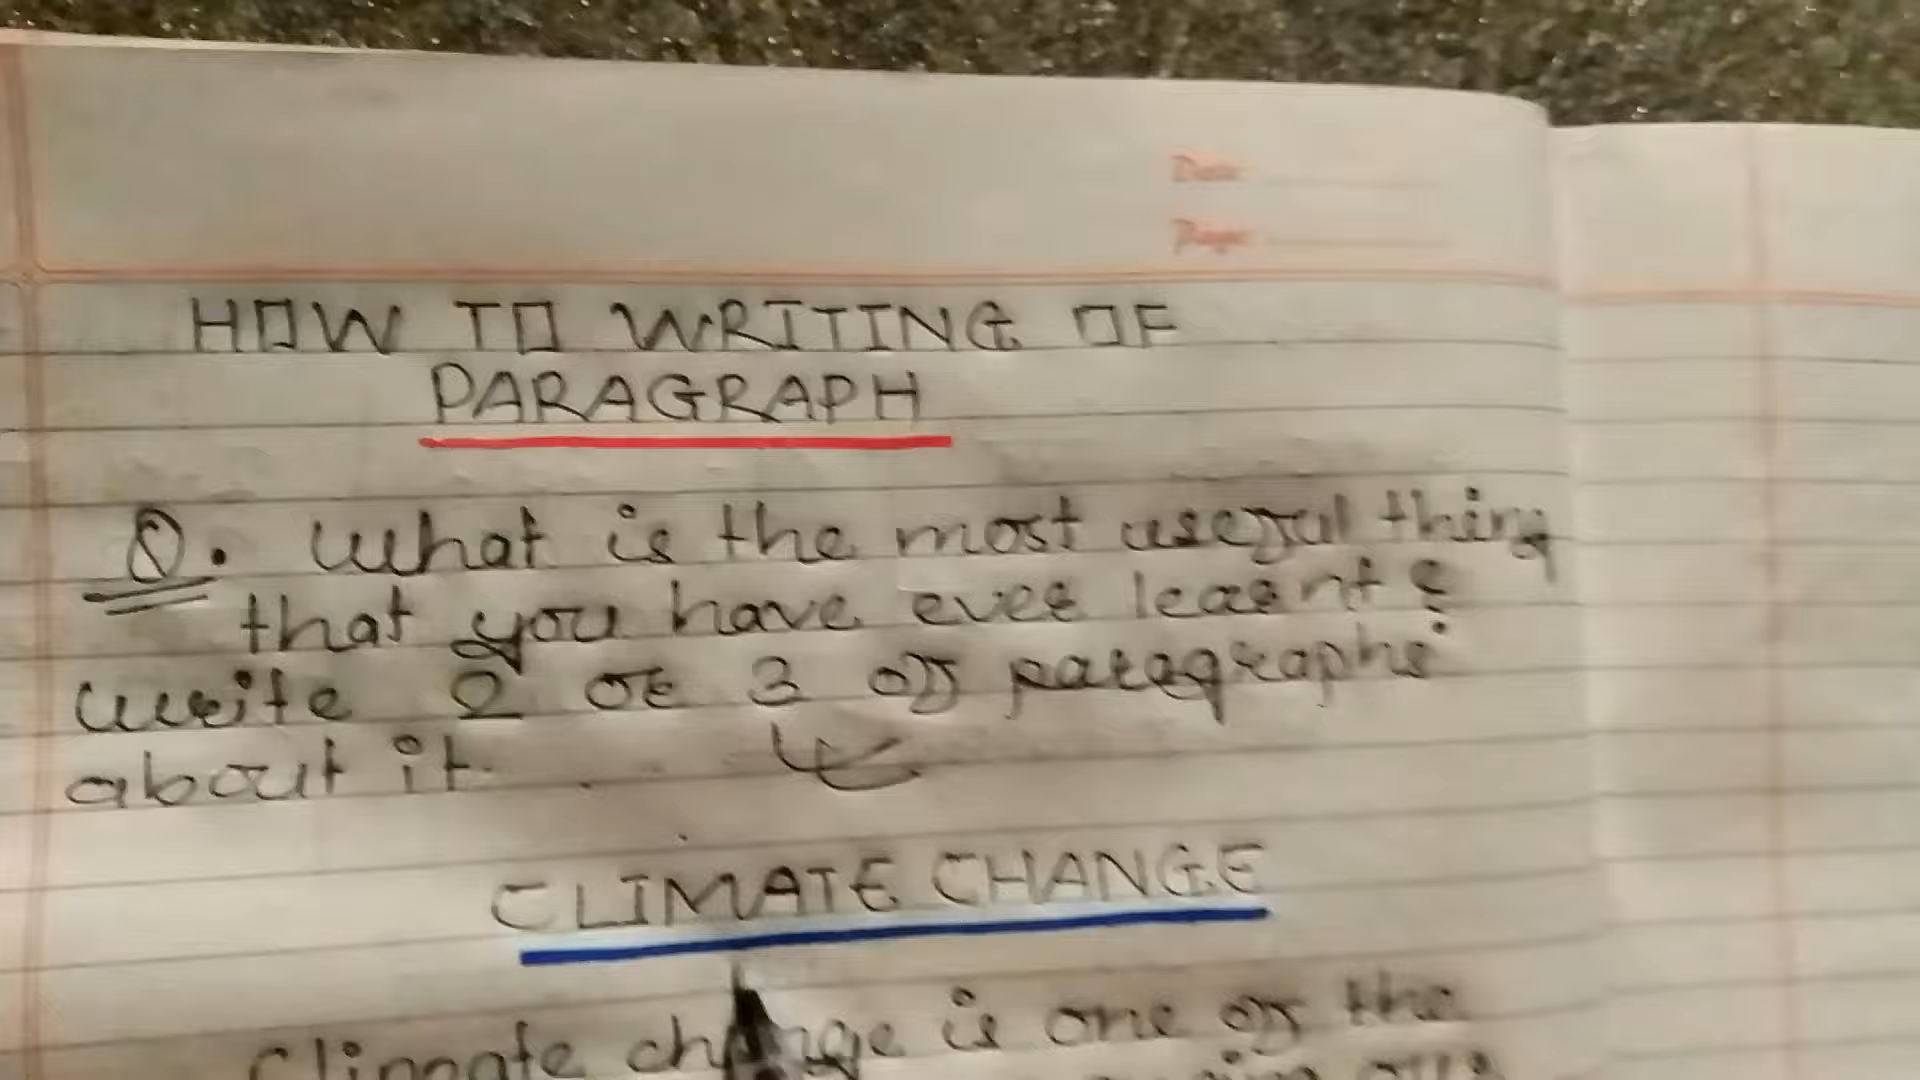 Date
Page
HOW TO WRITING OF
PARAGRAPH
Q. What is the most useful thing
that you have ever learnt?
write 2 or 3 of paragraphs
about it.
CLIMATE CHANGE
Climate change is one of the